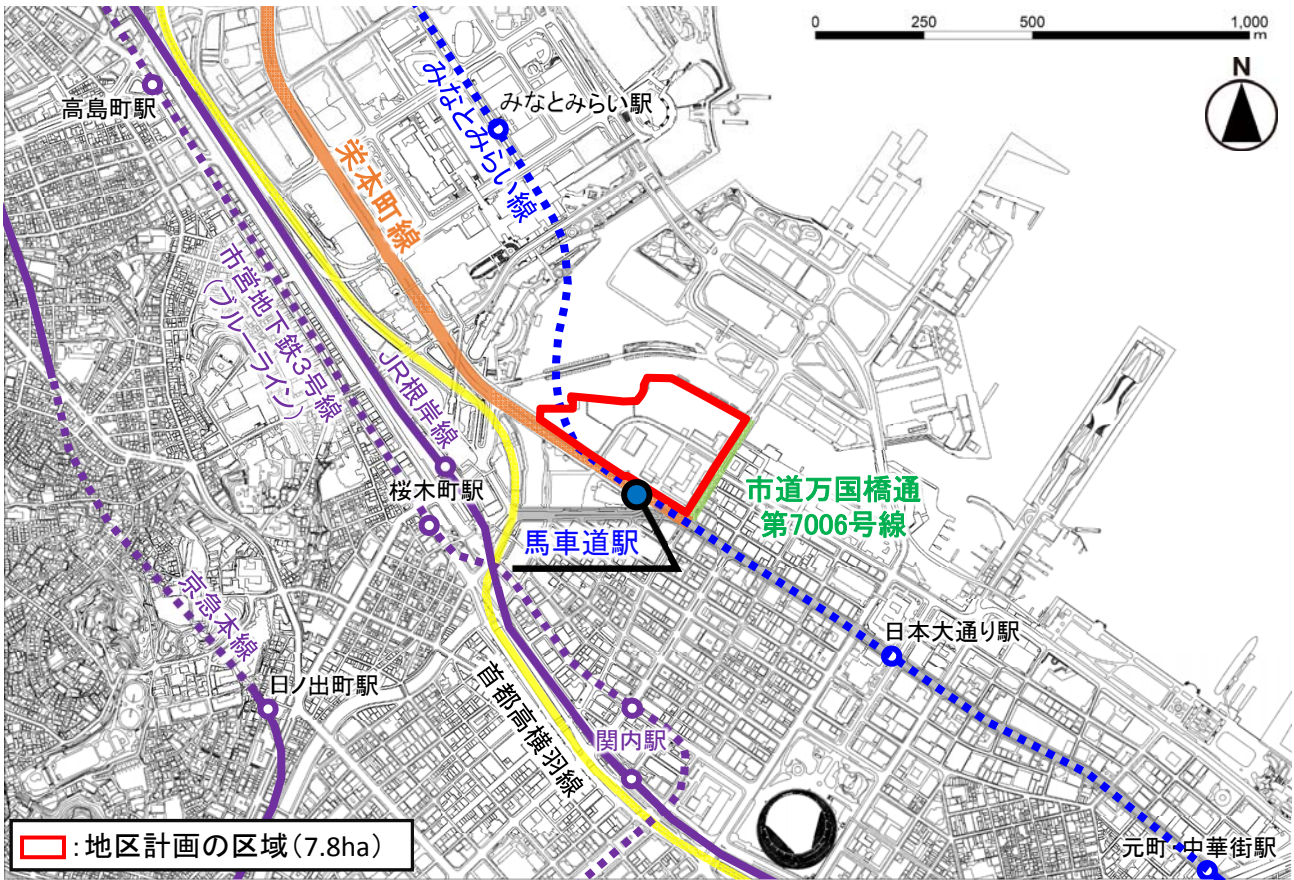 0 250 500 1,000
m
N
高島町駅
みなとみらい駅
みなとみらい線
栄本町線
市営地下鉄3号線
（ブルーライン）
JR根岸線
桜木町駅
馬車道駅
市道万国橋通
第7006号線
京急本線
日ノ出町駅
首都高横羽線
関内駅
日本大通り駅
元町・中華街駅
：地区計画の区域（7.8ha）